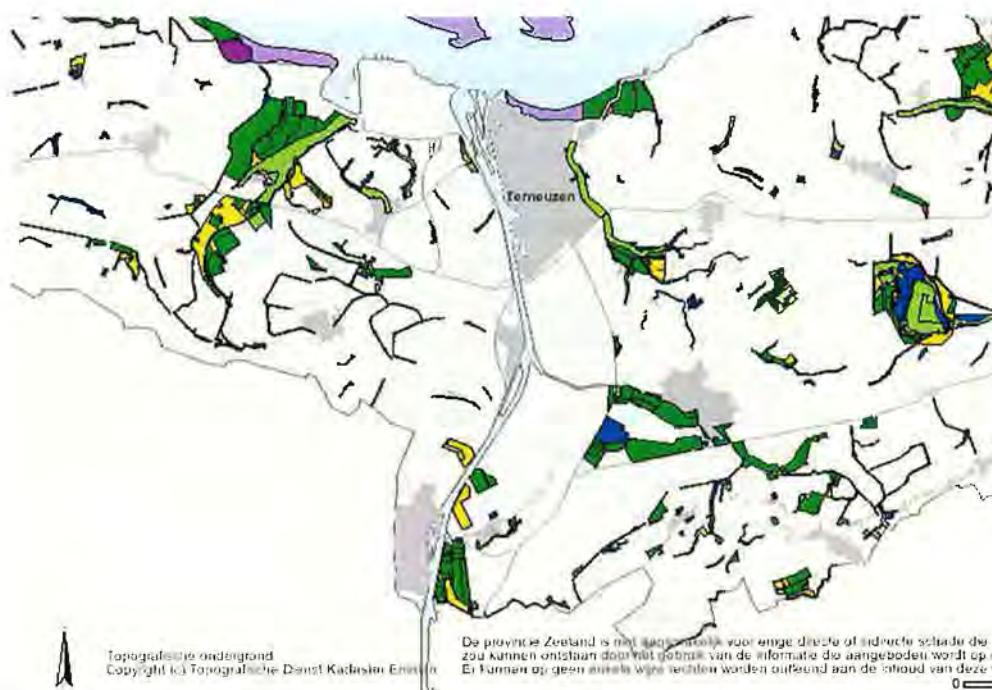 Terneuzen
Topografische ondergrond
Copyright (c) Topografische Dienst Kadaster Emmen
De provincie Zeeland is niet aansprakelijk voor enige directe of indirecte schade die
zou kunnen ontstaan door het gebruik van de informatie die aangeboden wordt op
Er kunnen op geen enkele wijze rechten worden ontleend aan de inhoud van deze
0